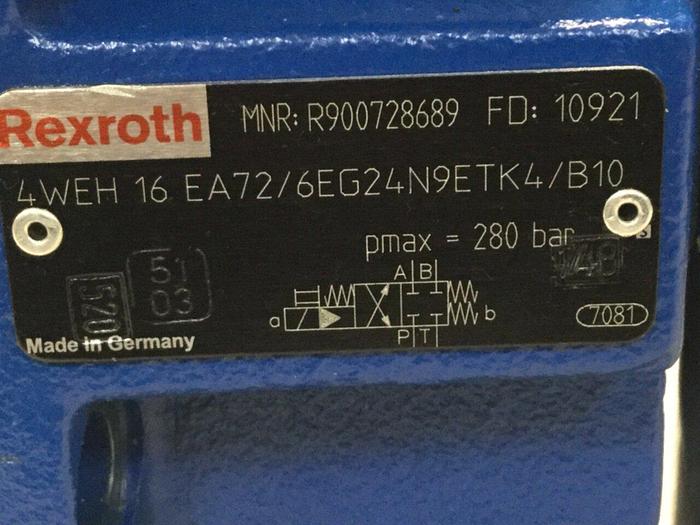 Rexroth
MNR: R900728689 FD: 10921
4WEH 16 EA72/6EG24N9ETK4/B10
pmax = 280 bar
51
03
520
A B
a
b
P T
7081
Made in Germany